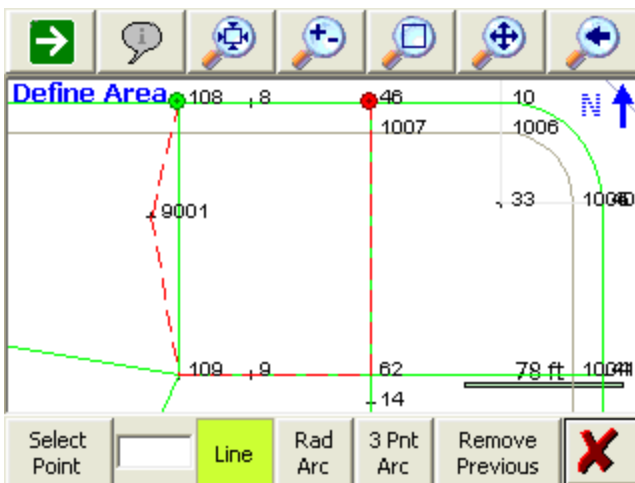 Define Area
108 8 46 10 N
1007 1006
9001 33
109 9 62 78 ft
14
Select Point
Line
Rad Arc
3 Pnt Arc
Remove Previous